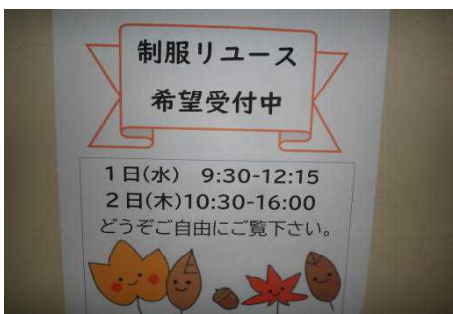 制服リユース
希望受付中
1日(水) 9:30-12:15
2日(木)10:30-16:00
どうぞご自由にご覧下さい。